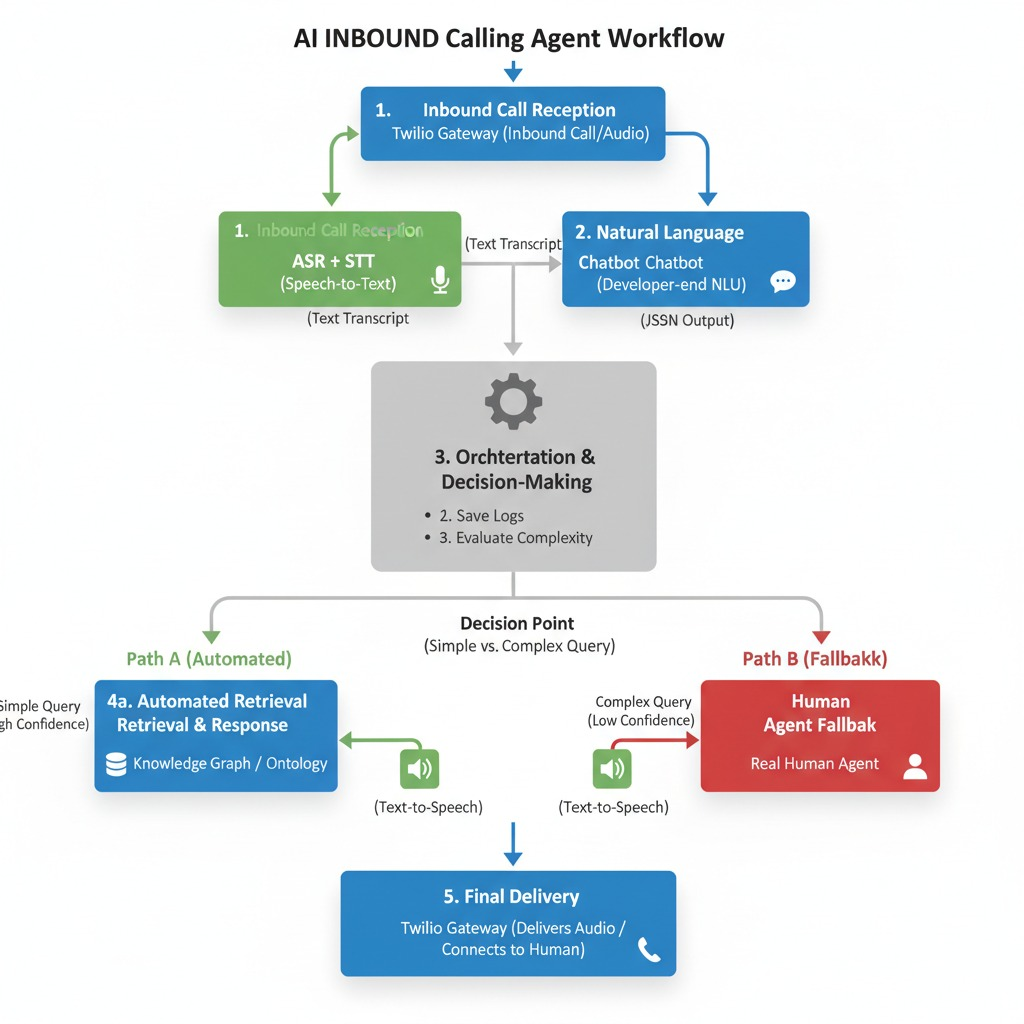 AI INBOUND Calling Agent Workflow
1. Inbound Call Reception
Twilio Gateway (Inbound Call/Audio)
1. Inbound Call Reception
ASR + STT
(Speech-to-Text)
(Text Transcript
(Text Transcript
2. Natural Language
Chatbot Chatbot
(Developer-end NLU)
(JSSN Output)
3. Orchtertation &
Decision-Making
• 2. Save Logs
• 3. Evaluate Complexity
Decision Point
(Simple vs. Complex Query)
Path A (Automated)
Path B (Fallbakk)
Simple Query
gh Confidence)
4a. Automated Retrieval
Retrieval & Response
Knowledge Graph / Ontology
(Text-to-Speech)
Complex Query
(Low Confidence)
(Text-to-Speech)
Human
Agent Fallbak
Real Human Agent
5. Final Delivery
Twilio Gateway (Delivers Audio /
Connects to Human)